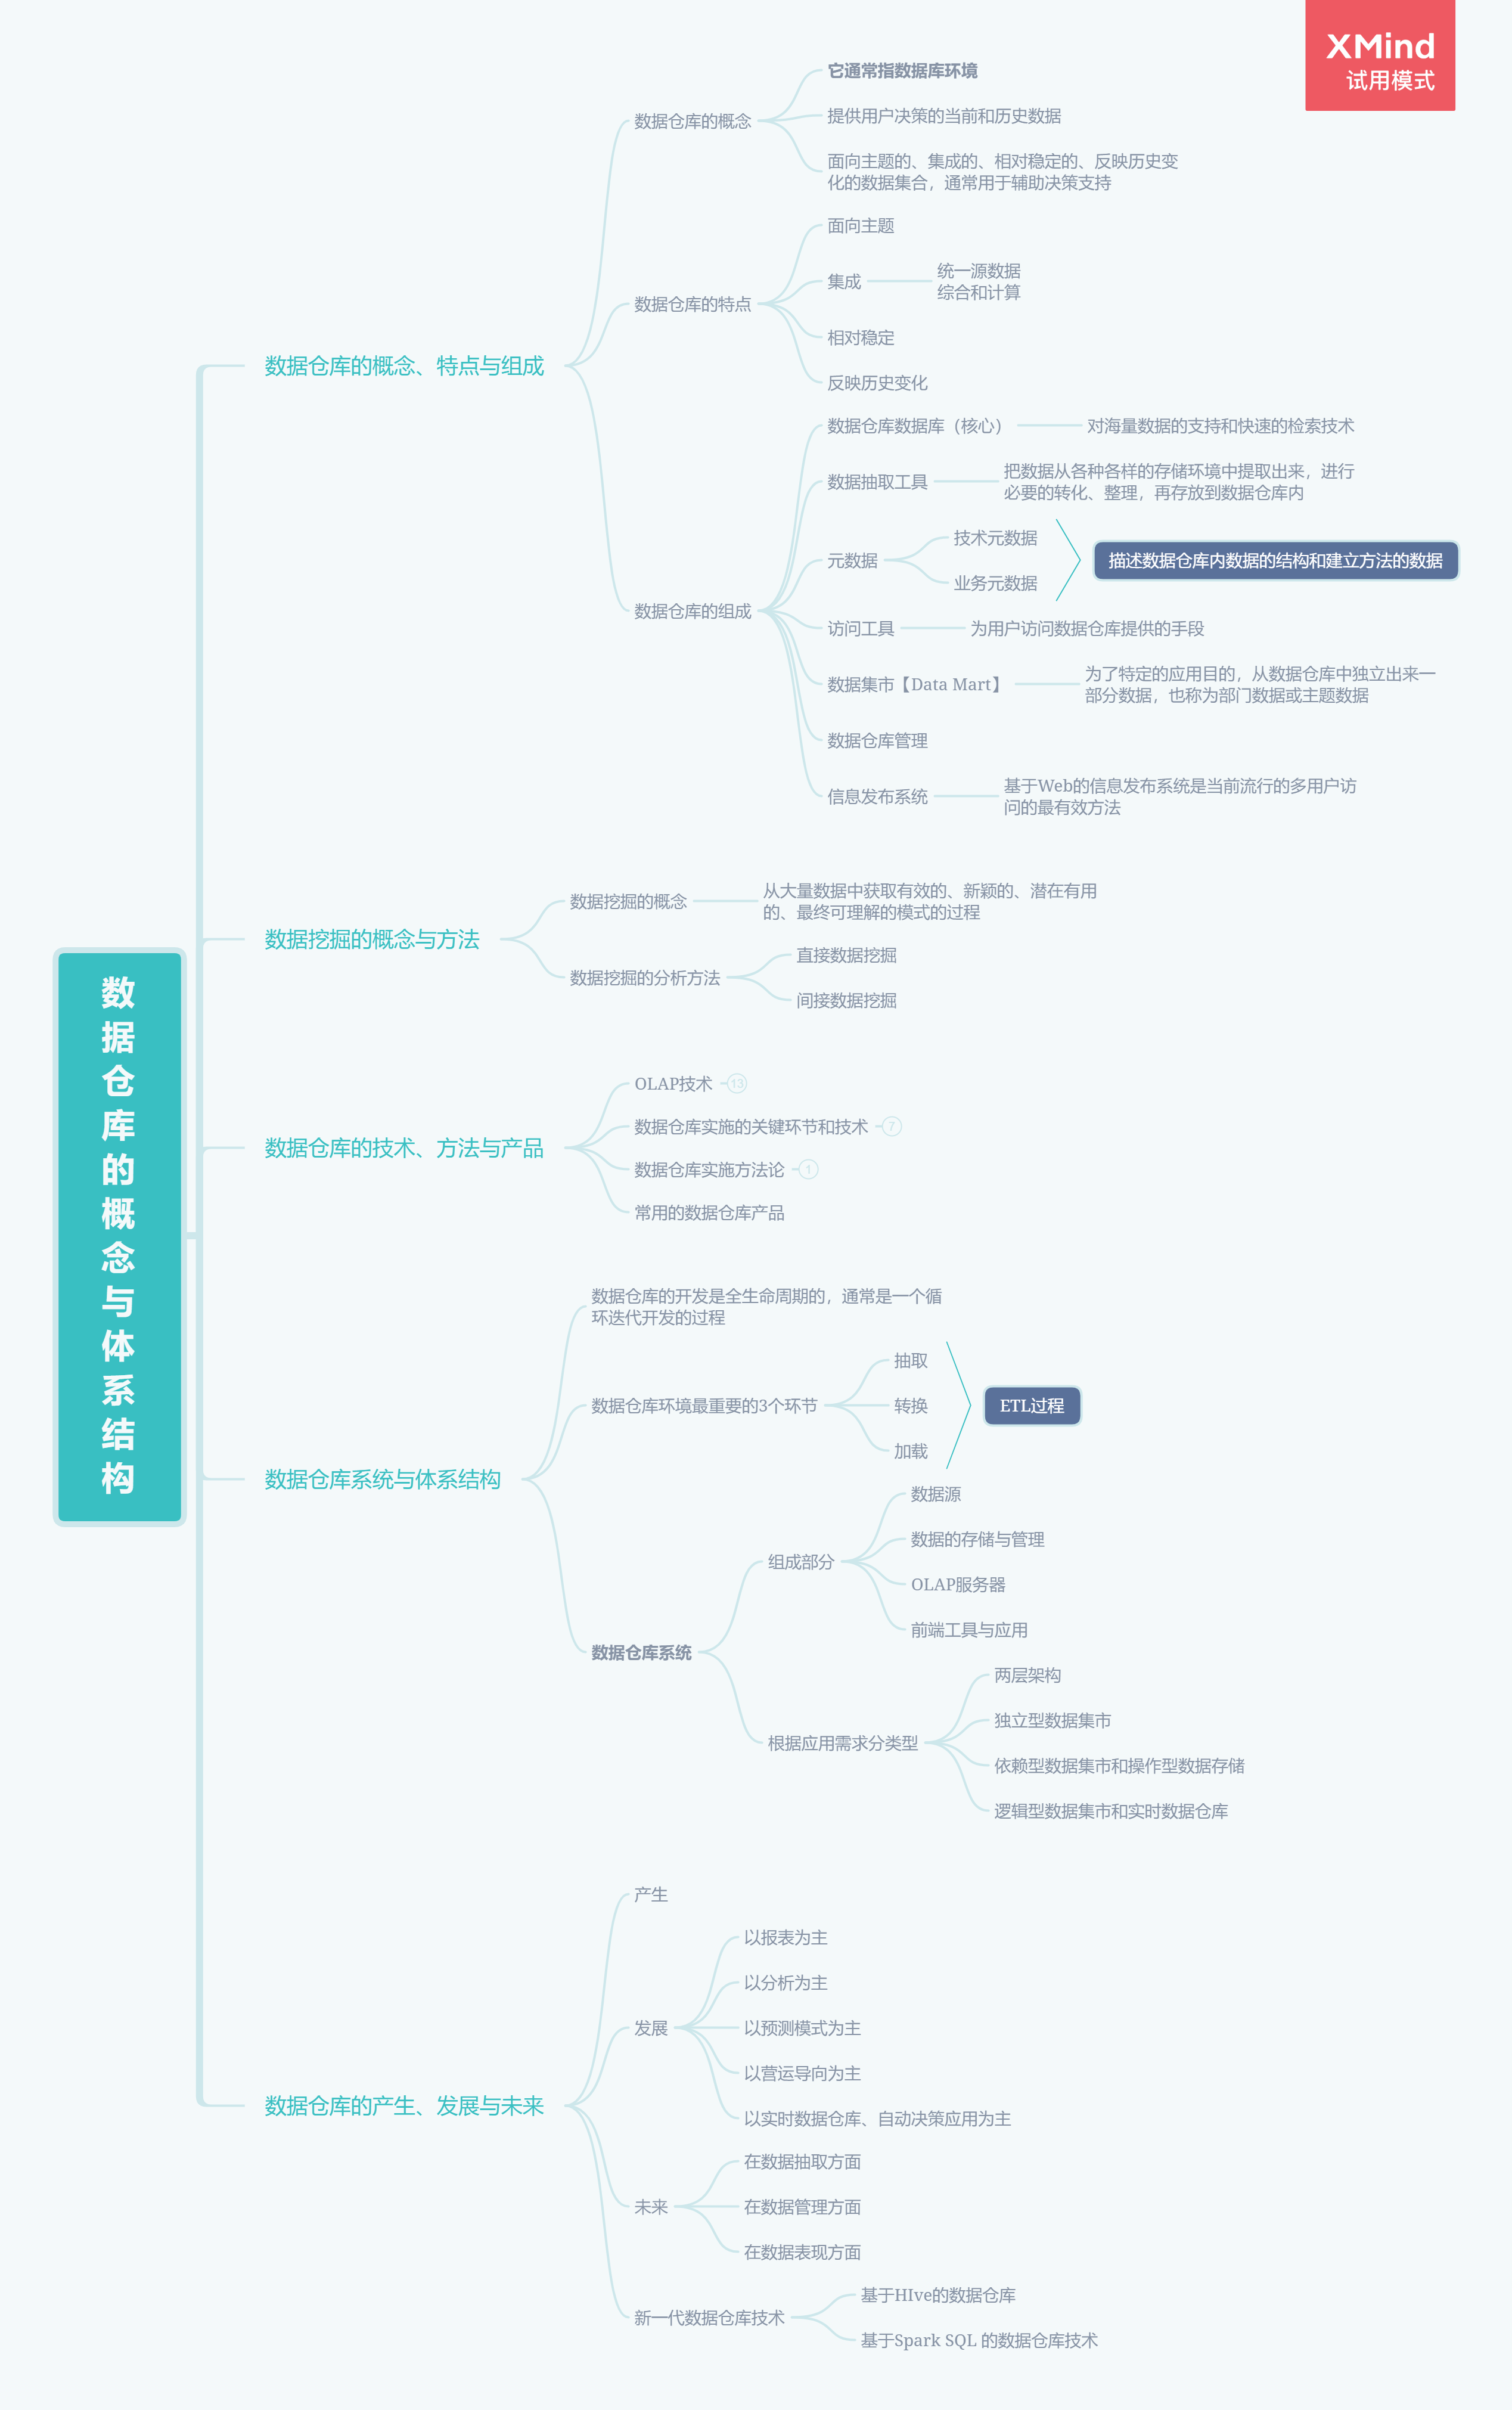 XMind
试用模式
数据仓库的概念与体系结构
数据仓库的概念、特点与组成
数据仓库的概念
它通常指数据库环境
提供用户决策的当前和历史数据
面向主题的、集成的、相对稳定的、反映历史变
化的数据集合，通常用于辅助决策支持
数据仓库的特点
面向主题
集成
统一源数据
综合和计算
相对稳定
反映历史变化
数据仓库的组成
数据仓库数据库（核心）
对海量数据的支持和快速的检索技术
数据抽取工具
把数据从各种各样的存储环境中提取出来，进行
必要的转化、整理，再存放到数据仓库内
元数据
技术元数据
业务元数据
描述数据仓库内数据的结构和建立方法的数据
访问工具
为用户访问数据仓库提供的手段
数据集市【Data Mart】
为了特定的应用目的，从数据仓库中独立出来一
部分数据，也称为部门数据或主题数据
数据仓库管理
信息发布系统
基于Web的信息发布系统是当前流行的多用户访
问的最有效方法
数据挖掘的概念与方法
数据挖掘的概念
从大量数据中获取有效的、新颖的、潜在有用
的、最终可理解的模式的过程
数据挖掘的分析方法
直接数据挖掘
间接数据挖掘
数据仓库的技术、方法与产品
OLAP技术
13
数据仓库实施的关键环节和技术
7
数据仓库实施方法论
1
常用的数据仓库产品
数据仓库系统与体系结构
数据仓库的开发是全生命周期的，通常是一个循
环迭代开发的过程
数据仓库环境最重要的3个环节
抽取
转换
加载
ETL过程
数据仓库系统
组成部分
数据源
数据的存储与管理
OLAP服务器
前端工具与应用
根据应用需求分类型
两层架构
独立型数据集市
依赖型数据集市和操作型数据存储
逻辑型数据集市和实时数据仓库
数据仓库的产生、发展与未来
产生
发展
以报表为主
以分析为主
以预测模式为主
以营运导向为主
以实时数据仓库、自动决策应用为主
未来
在数据抽取方面
在数据管理方面
在数据表现方面
新一代数据仓库技术
基于HIve的数据仓库
基于Spark SQL 的数据仓库技术